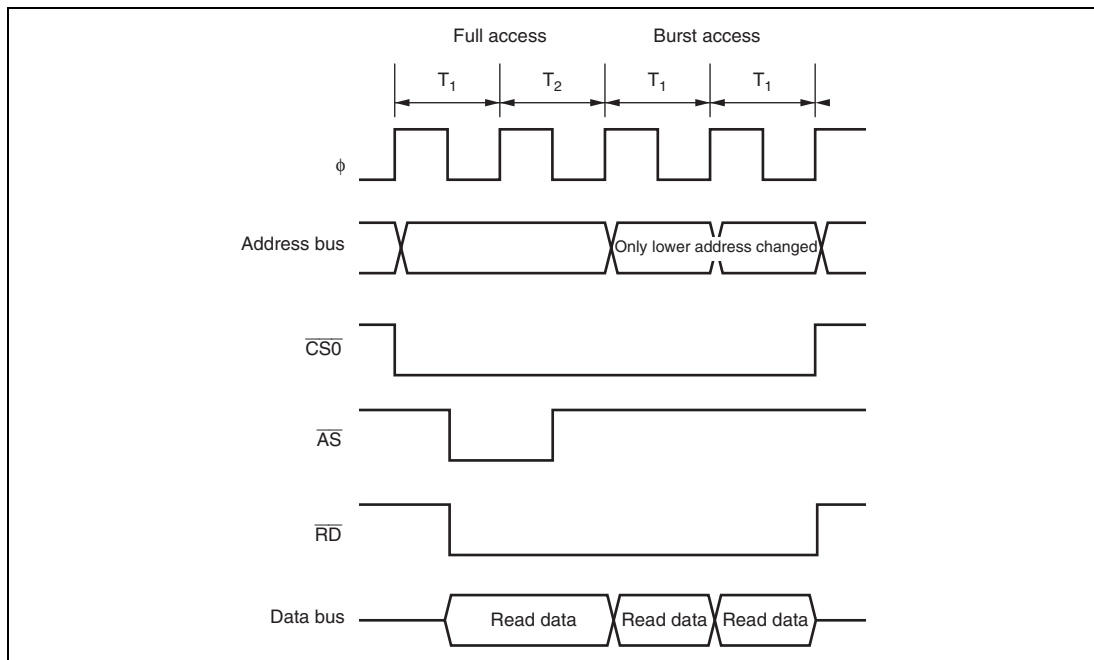 Full access Burst access
T1 T2 T1 T1
ϕ
Address bus Only lower address changed
CS0
AS
RD
Data bus Read data Read data Read data